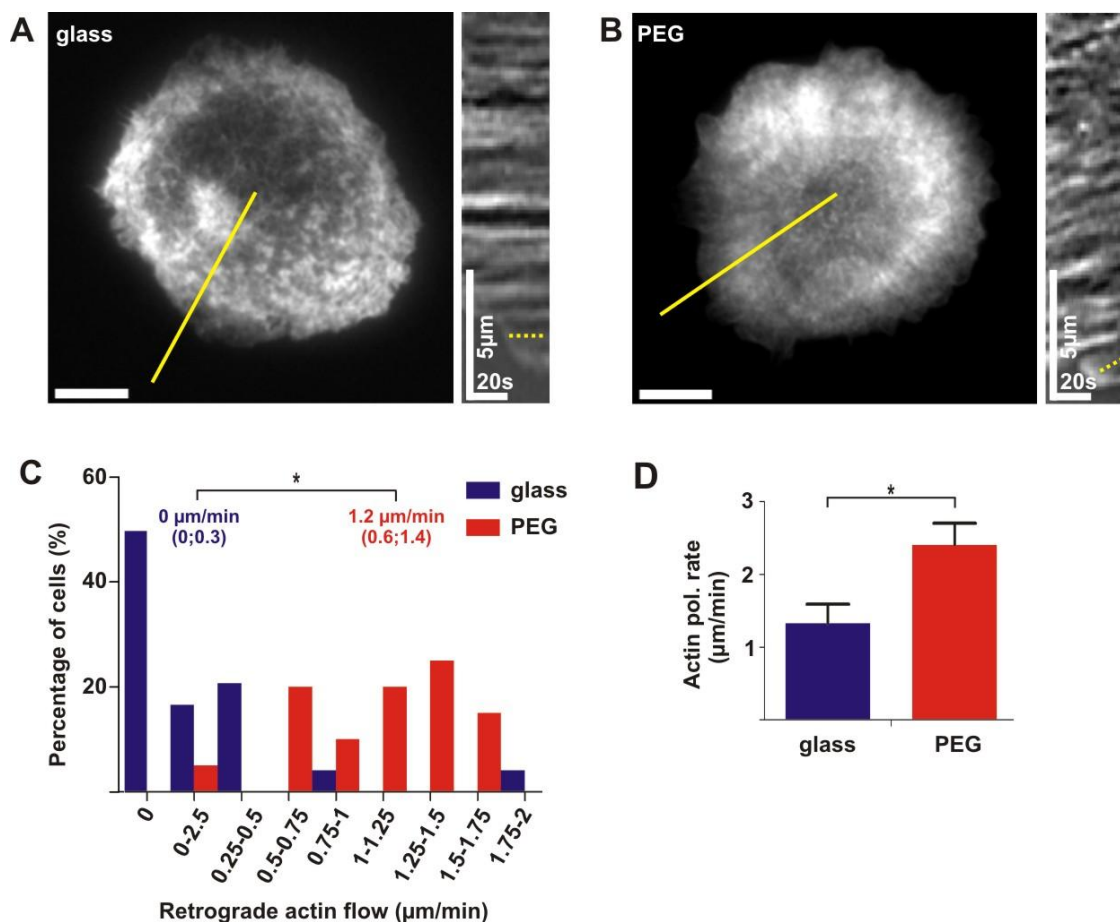 A
glass
5µm
20s
B
PEG
5µm
20s
C
Percentage of cells (%)
60
40
20
*
0 µm/min
(0;0.3)
1.2 µm/min
(0.6;1.4)
glass
PEG
0
0-2.5
0.25-0.5
0.5-0.75
0.75-1
1-1.25
1.25-1.5
1.5-1.75
1.75-2
Retrograde actin flow (µm/min)
D
Actin pol. rate
(µm/min)
3
2
1
*
glass
PEG